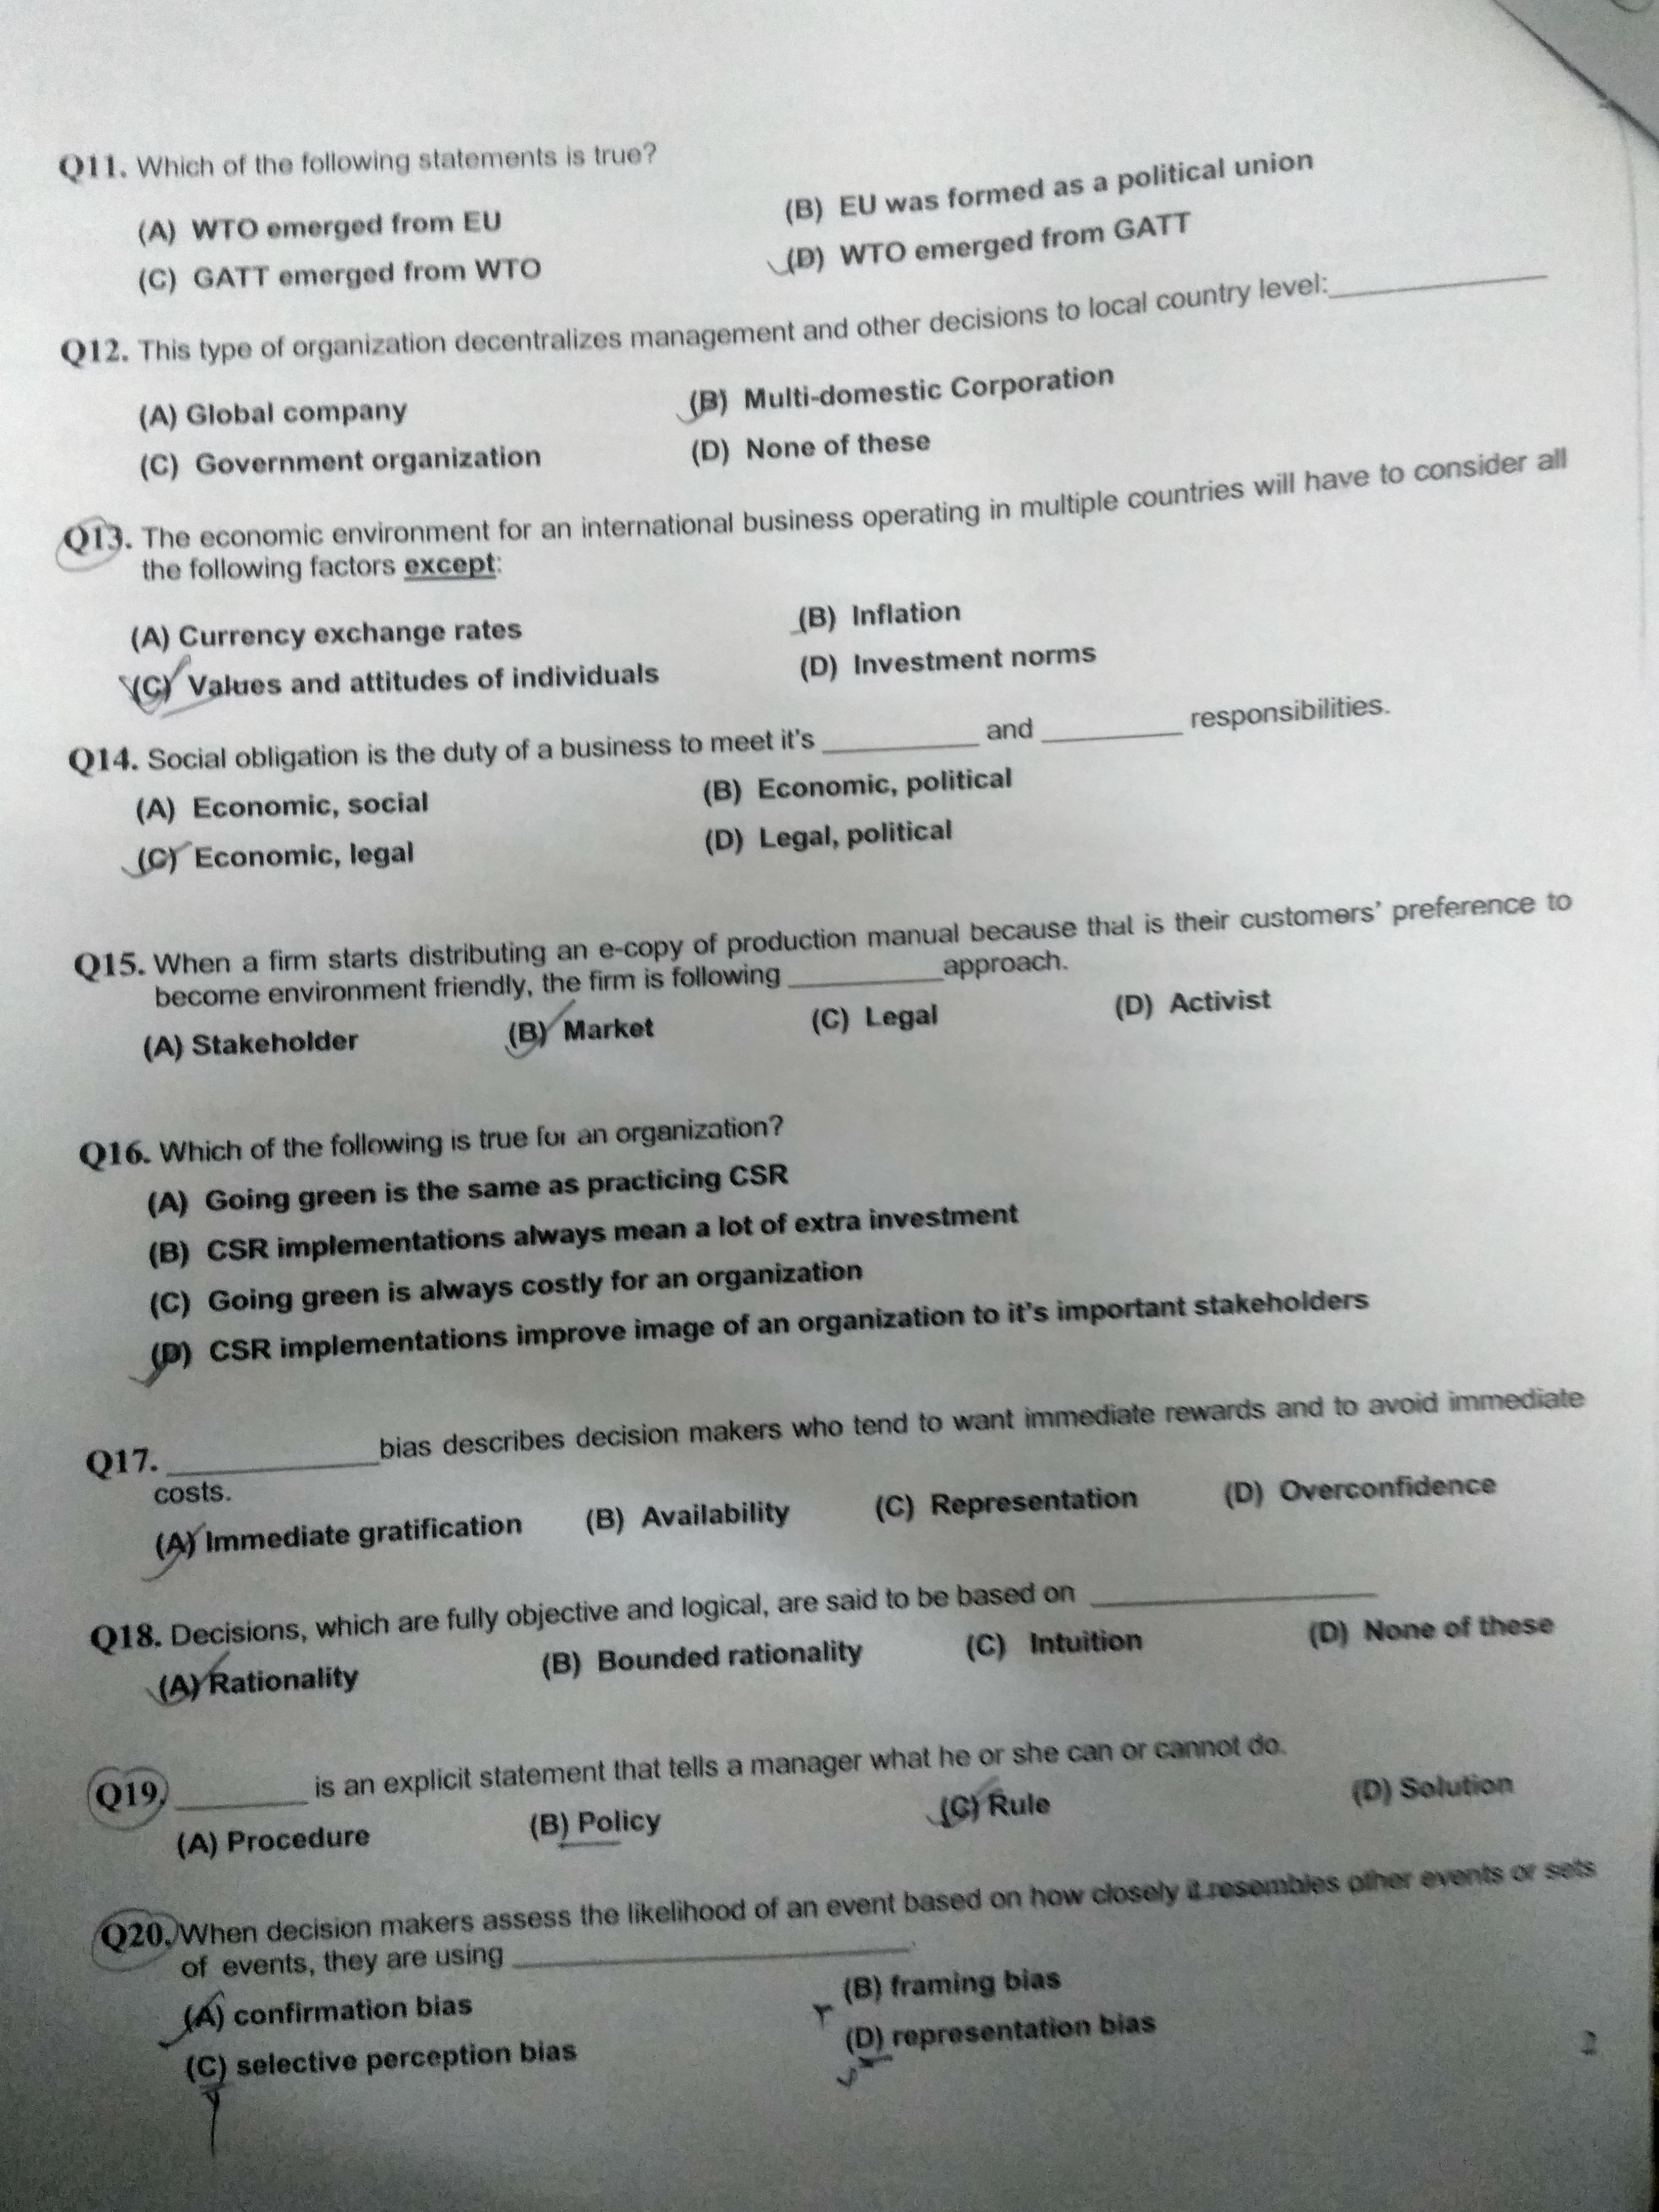 Q11. Which of the following statements is true?
(A) WTO emerged from EU (B) EU was formed as a political union
(C) GATT emerged from WTO (D) WTO emerged from GATT
Q12. This type of organization decentralizes management and other decisions to local country level:____________
(A) Global company (B) Multi-domestic Corporation
(C) Government organization (D) None of these
Q13. The economic environment for an international business operating in multiple countries will have to consider all
the following factors except:
(A) Currency exchange rates (B) Inflation
(C) Values and attitudes of individuals (D) Investment norms
Q14. Social obligation is the duty of a business to meet it's __________ and _________ responsibilities.
(A) Economic, social (B) Economic, political
(C) Economic, legal (D) Legal, political
Q15. When a firm starts distributing an e-copy of production manual because that is their customers' preference to
become environment friendly, the firm is following __________approach.
(A) Stakeholder (B) Market (C) Legal (D) Activist
Q16. Which of the following is true for an organization?
(A) Going green is the same as practicing CSR
(B) CSR implementations always mean a lot of extra investment
(C) Going green is always costly for an organization
(D) CSR implementations improve image of an organization to it's important stakeholders
Q17. _____________bias describes decision makers who tend to want immediate rewards and to avoid immediate
costs.
(A) Immediate gratification (B) Availability (C) Representation (D) Overconfidence
Q18. Decisions, which are fully objective and logical, are said to be based on _________________
(A) Rationality (B) Bounded rationality (C) Intuition (D) None of these
Q19. ________ is an explicit statement that tells a manager what he or she can or cannot do.
(A) Procedure (B) Policy (C) Rule (D) Solution
Q20. When decision makers assess the likelihood of an event based on how closely it resembles other events or sets
of events, they are using ________________________.
(A) confirmation bias (B) framing bias
(C) selective perception bias (D) representation bias
2